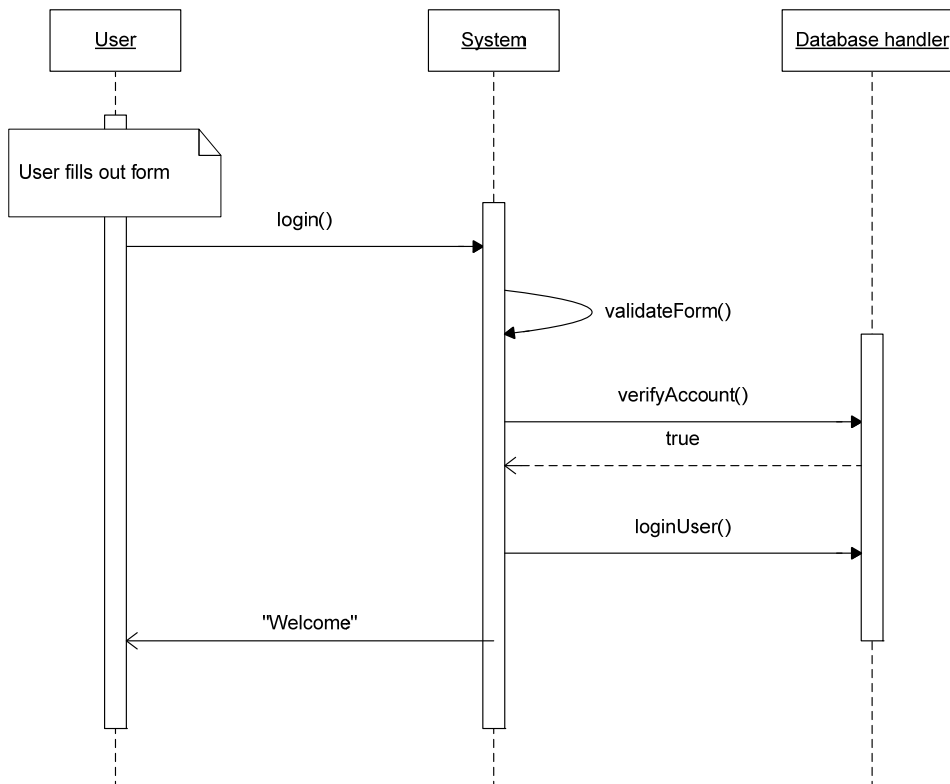 User
System
Database handler
User fills out form
login()
validateForm()
verifyAccount()
true
loginUser()
"Welcome"